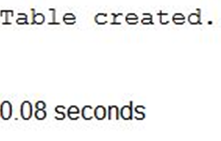 Table created.
0.08 seconds